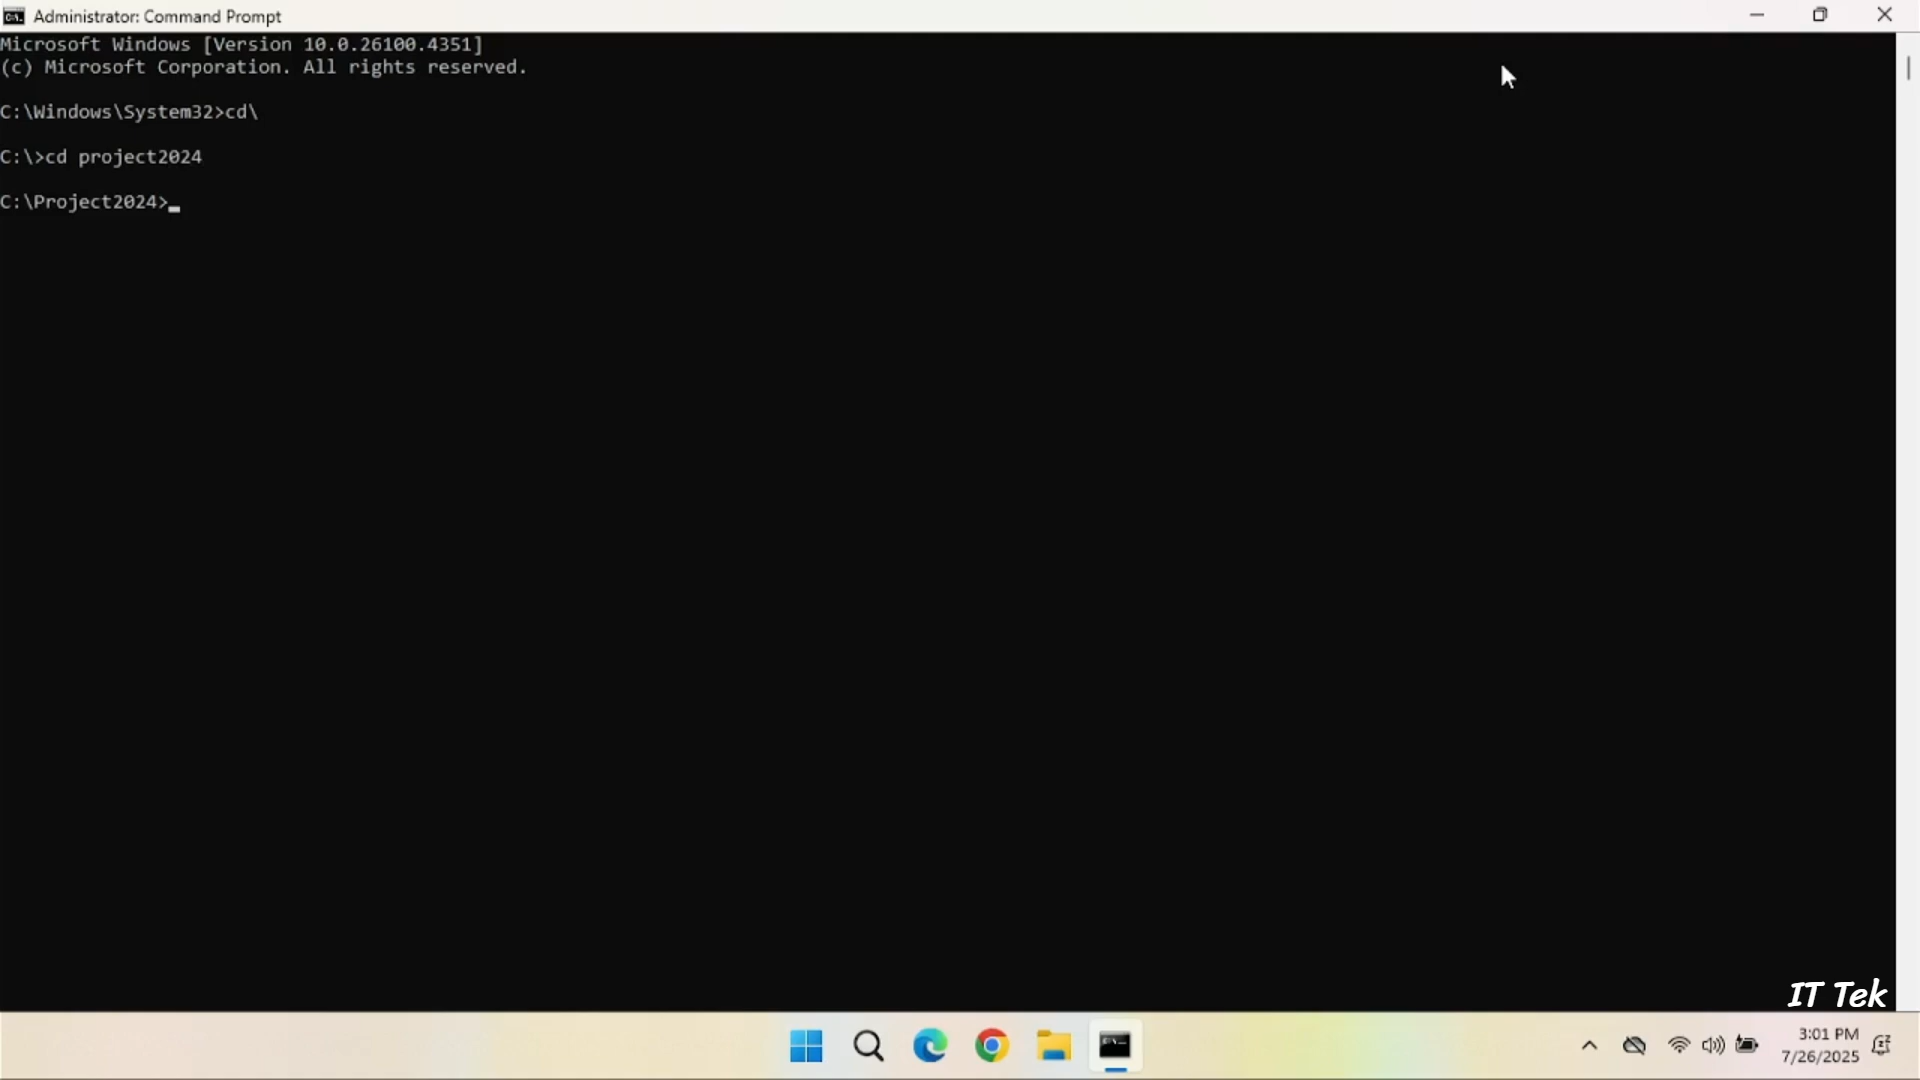 Administrator: Command Prompt
Microsoft Windows [Version 10.0.26100.4351]
(c) Microsoft Corporation. All rights reserved.
C:\Windows\System32>cd\
C:\>cd project2024
C:\Project2024>
IT Tek
3:01 PM
7/26/2025